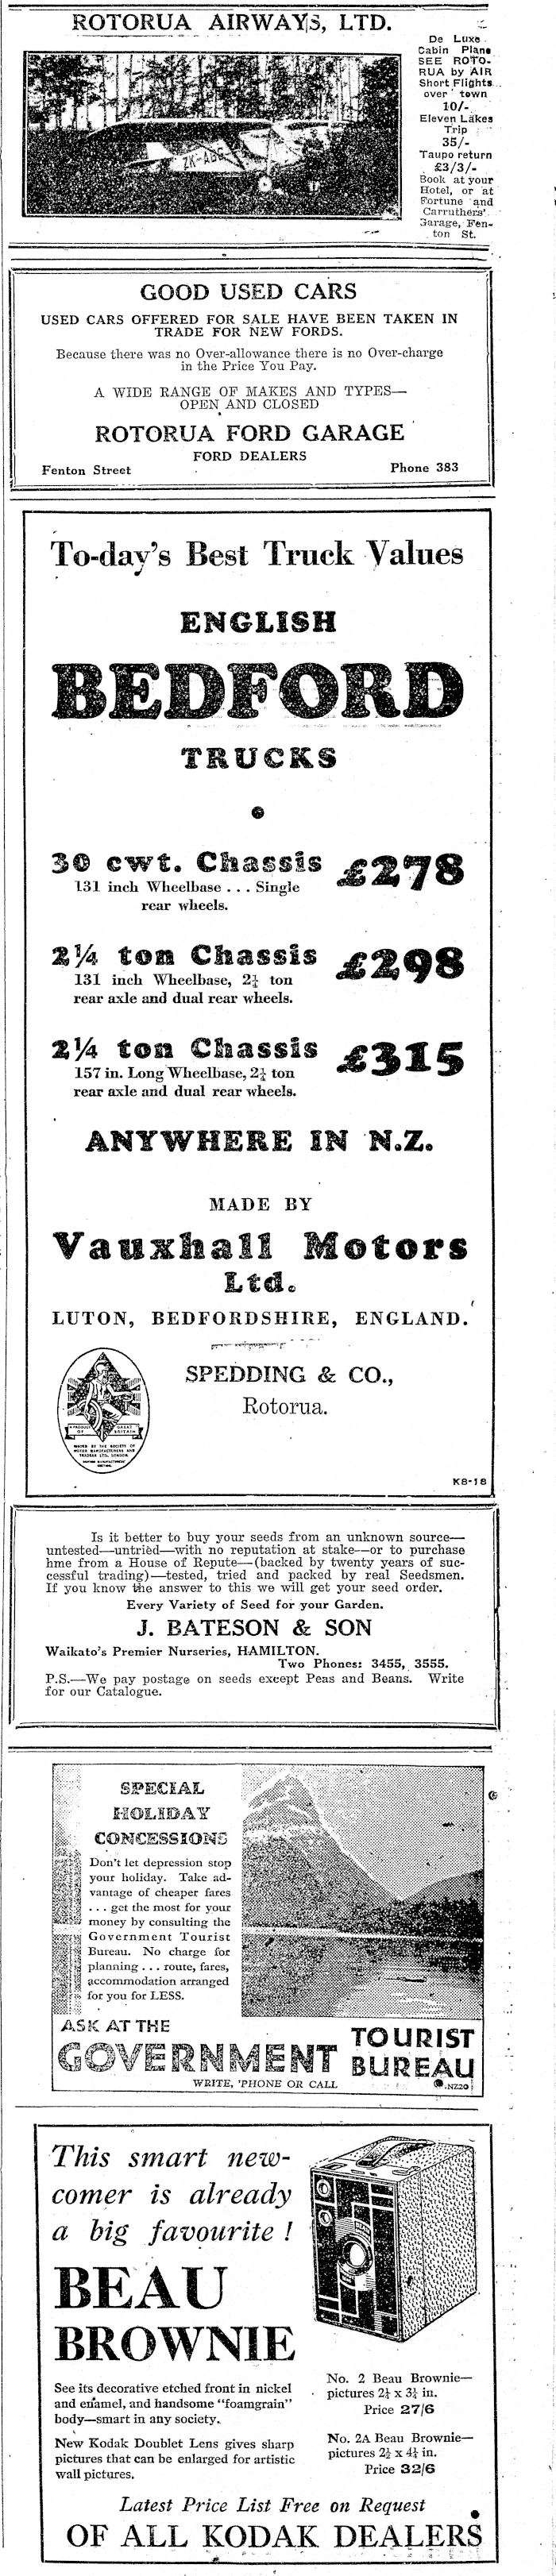 ROTORUA AIRWAYS, LTD.
De Luxe
Cabin Plane
SEE ROTO-
RUA by AIR
Short Flights
over town
10/-
Eleven Lakes
Trip
35/-
Taupo return
£3/3/-
Book at your
Hotel, or at
Fortune and
Carruthers'
Garage, Fen-
ton St.
ZK-ABE
GOOD USED CARS
USED CARS OFFERED FOR SALE HAVE BEEN TAKEN IN
TRADE FOR NEW FORDS.
Because there was no Over-allowance there is no Over-charge
in the Price You Pay.
A WIDE RANGE OF MAKES AND TYPES—
OPEN AND CLOSED
ROTORUA FORD GARAGE
FORD DEALERS
Fenton Street Phone 383
To-day's Best Truck Values
ENGLISH
BEDFORD
TRUCKS
30 cwt. Chassis £278
131 inch Wheelbase . . . Single
rear wheels.
2¼ ton Chassis £298
131 inch Wheelbase, 2¼ ton
rear axle and dual rear wheels.
2¼ ton Chassis £315
157 in. Long Wheelbase, 2¼ ton
rear axle and dual rear wheels.
ANYWHERE IN N.Z.
MADE BY
Vauxhall Motors
Ltd.
LUTON, BEDFORDSHIRE, ENGLAND.
SPEDDING & CO.,
Rotorua.
A PRODUCT GREAT
OF BRITAIN
ISSUED BY THE SOCIETY OF
MOTOR MANUFACTURERS AND
TRADERS LTD. LONDON
K8-18
Is it better to buy your seeds from an unknown source—
untested—untried—with no reputation at stake—or to purchase
hme from a House of Repute—(backed by twenty years of suc-
cessful trading)—tested, tried and packed by real Seedsmen.
If you know the answer to this we will get your seed order.
Every Variety of Seed for your Garden.
J. BATESON & SON
Waikato's Premier Nurseries, HAMILTON.
Two Phones: 3455, 3555.
P.S.—We pay postage on seeds except Peas and Beans. Write
for our Catalogue.
SPECIAL
HOLIDAY
CONCESSIONS
Don't let depression stop
your holiday. Take ad-
vantage of cheaper fares
. . . get the most for your
money by consulting the
Government Tourist
Bureau. No charge for
planning . . . route, fares,
accommodation arranged
for you for LESS.
ASK AT THE
GOVERNMENT TOURIST
BUREAU
WRITE, 'PHONE OR CALL
NZ20
This smart new-
comer is already
a big favourite !
BEAU
BROWNIE
See its decorative etched front in nickel
and enamel, and handsome "foamgrain"
body—smart in any society.
New Kodak Doublet Lens gives sharp
pictures that can be enlarged for artistic
wall pictures.
No. 2 Beau Brownie—
pictures 2¼ x 3¼ in.
Price 27/6
No. 2A Beau Brownie—
pictures 2½ x 4¼ in.
Price 32/6
Latest Price List Free on Request
OF ALL KODAK DEALERS